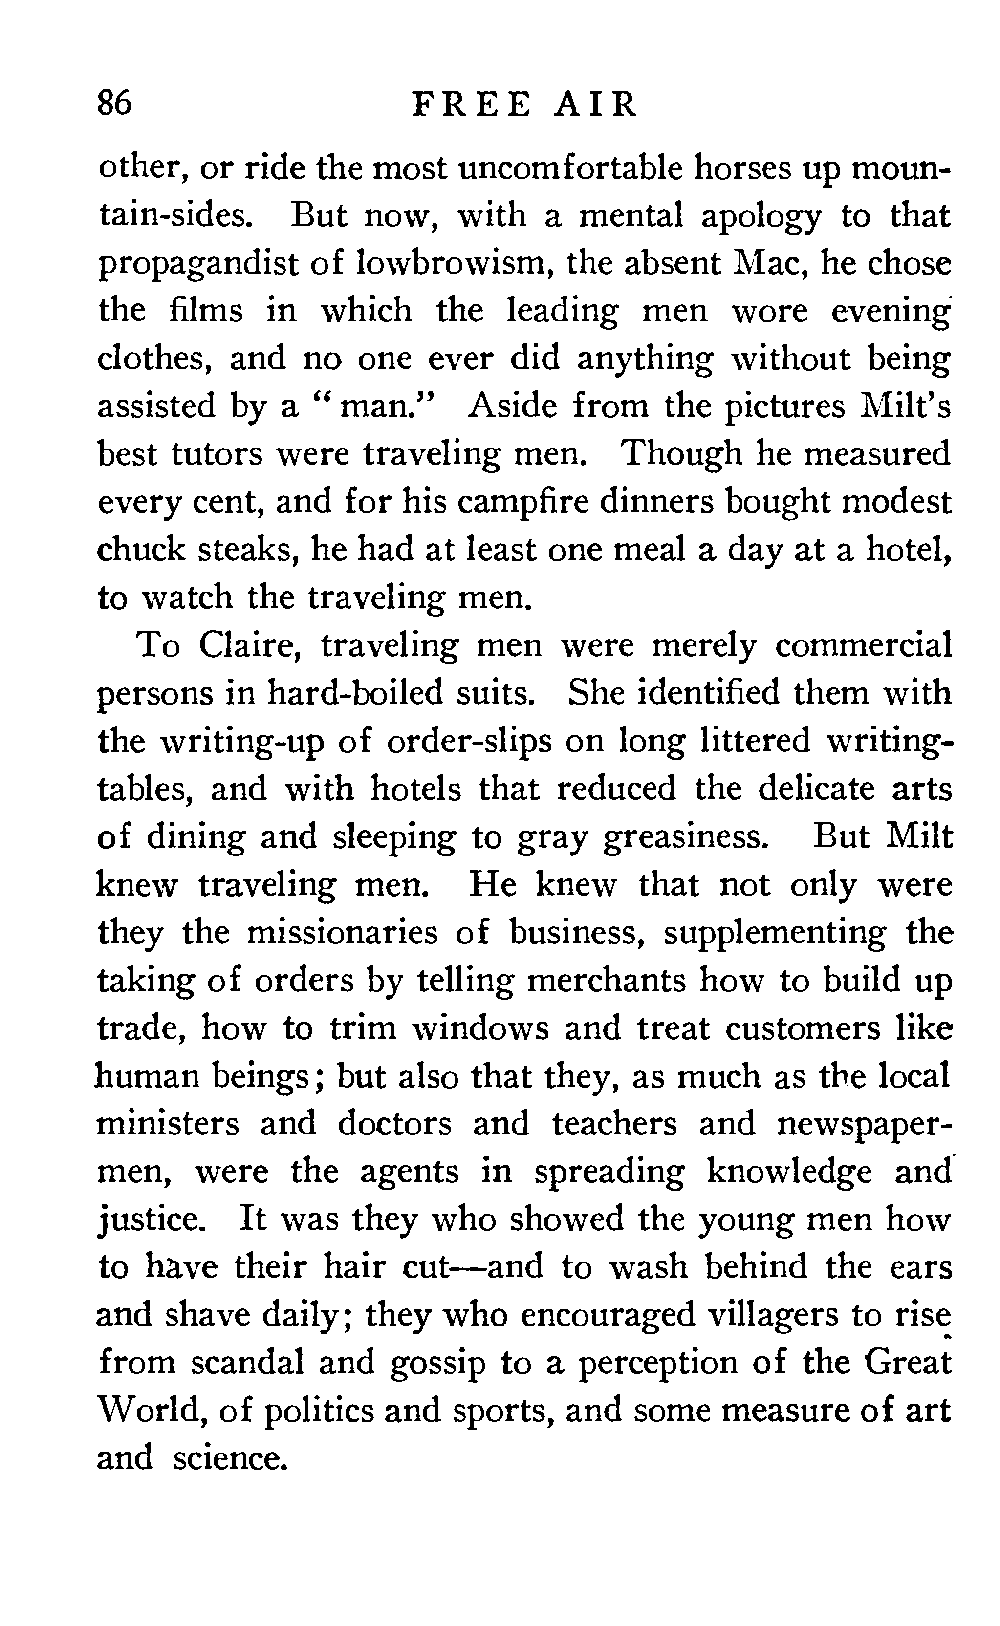 86 FREE AIR
other, or ride the most uncomfortable horses up moun-
tain-sides. But now, with a mental apology to that
propagandist of lowbrowism, the absent Mac, he chose
the films in which the leading men wore evening
clothes, and no one ever did anything without being
assisted by a “ man.” Aside from the pictures Milt’s
best tutors were traveling men. Though he measured
every cent, and for his campfire dinners bought modest
chuck steaks, he had at least one meal a day at a hotel,
to watch the traveling men.
To Claire, traveling men were merely commercial
persons in hard-boiled suits. She identified them with
the writing-up of order-slips on long littered writing-
tables, and with hotels that reduced the delicate arts
of dining and sleeping to gray greasiness. But Milt
knew traveling men. He knew that not only were
they the missionaries of business, supplementing the
taking of orders by telling merchants how to build up
trade, how to trim windows and treat customers like
human beings; but also that they, as much as the local
ministers and doctors and teachers and newspaper-
men, were the agents in spreading knowledge and
justice. It was they who showed the young men how
to have their hair cut—and to wash behind the ears
and shave daily; they who encouraged villagers to rise
from scandal and gossip to a perception of the Great
World, of politics and sports, and some measure of art
and science.